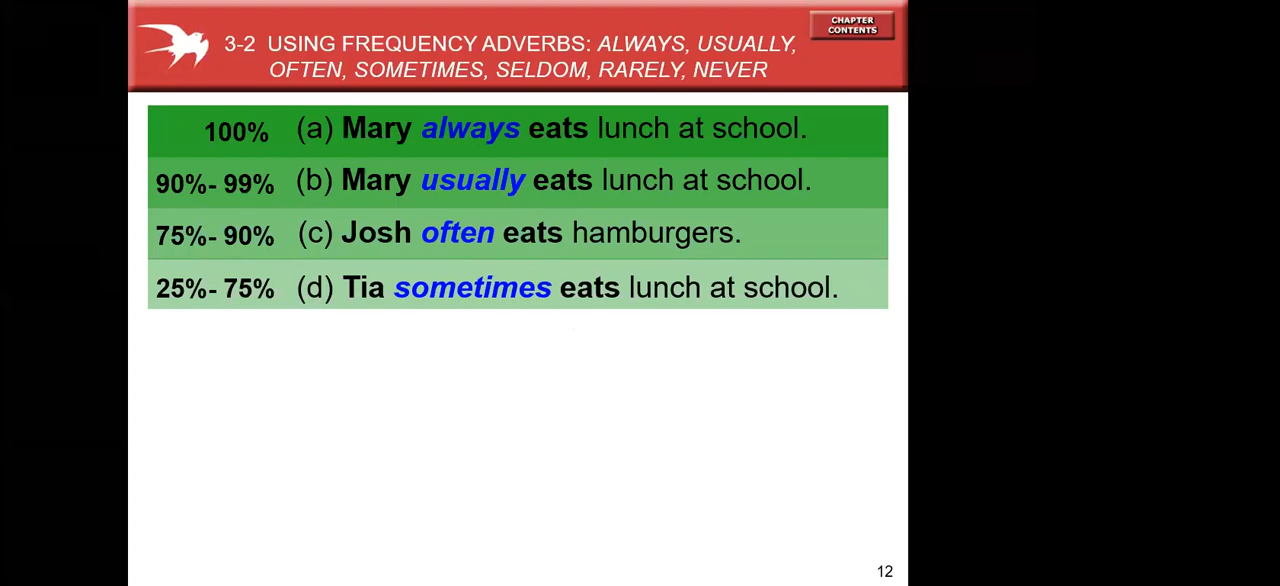 CHAPTER
CONTENTS
3-2 USING FREQUENCY ADVERBS: ALWAYS, USUALLY,
OFTEN, SOMETIMES, SELDOM, RARELY, NEVER
100% (a) Mary always eats lunch at school.
90%- 99% (b) Mary usually eats lunch at school.
75%- 90% (c) Josh often eats hamburgers.
25%- 75% (d) Tia sometimes eats lunch at school.
12